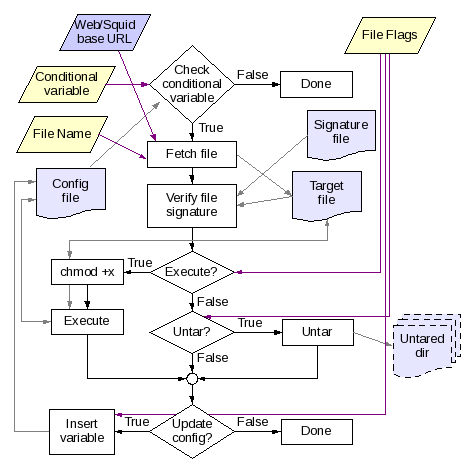 Web/Squid
base URL
File Flags
Check
conditional
variable
Conditional
variable
False
Done
True
File Name
Signature
file
Fetch file
Config
file
Verify file
signature
Target
file
chmod +x
True
Execute?
False
Execute
Untar?
True
Untar
Untared
dir
False
Insert
variable
True
Update
config?
False
Done